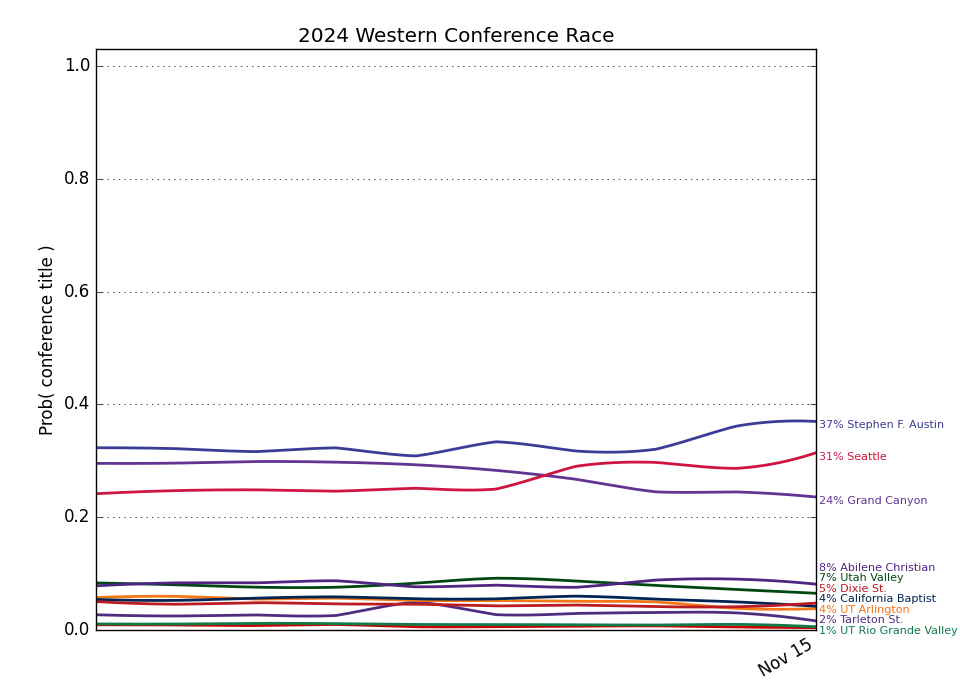 2024 Western Conference Race
Prob( conference title )
1.0
0.8
0.6
0.4
0.2
0.0
37% Stephen F. Austin
31% Seattle
24% Grand Canyon
8% Abilene Christian
7% Utah Valley
5% Dixie St.
4% California Baptist
4% UT Arlington
2% Tarleton St.
1% UT Rio Grande Valley
Nov 15